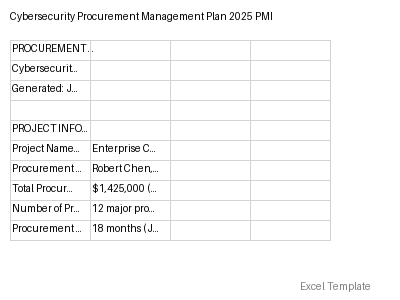 Cybersecurity Procurement Management Plan 2025 PMI
PROCUREMENT...
Cybersecurit...
Generated: J...
PROJECT INFO...
Project Name... Enterprise C...
Procurement... Robert Chen,...
Total Procur... $1,425,000 (...
Number of Pr... 12 major pro...
Procurement... 18 months (J...
Excel Template